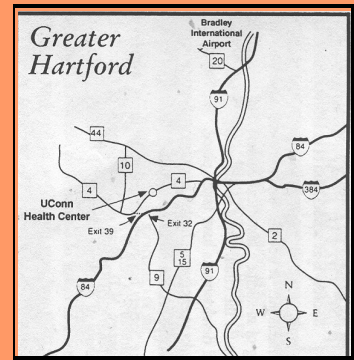 Greater
Hartford
Bradley
International
Airport
20
91
44
84
10
4
4
384
UConn
Health Center
Exit 39
Exit 32
2
5
15
91
84
9
N
W
E
S